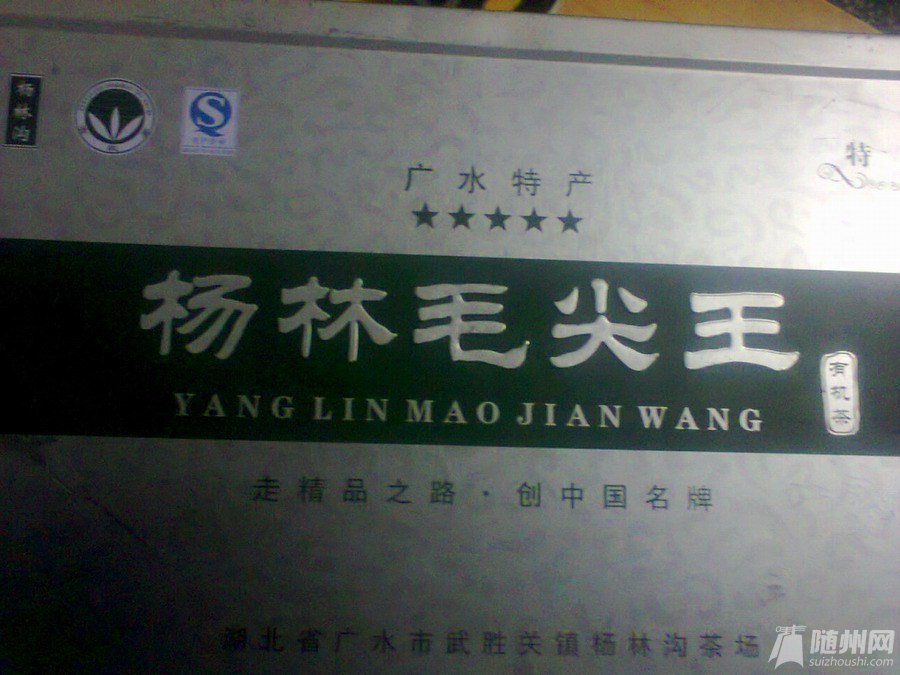 杨林沟
特
广水特产
★★★★★
杨林毛尖王
有机茶
YANG LIN MAO JIAN WANG
走精品之路·创中国名牌
湖北省广水市武胜关镇杨林沟茶场
随州网
suizhoushi.com